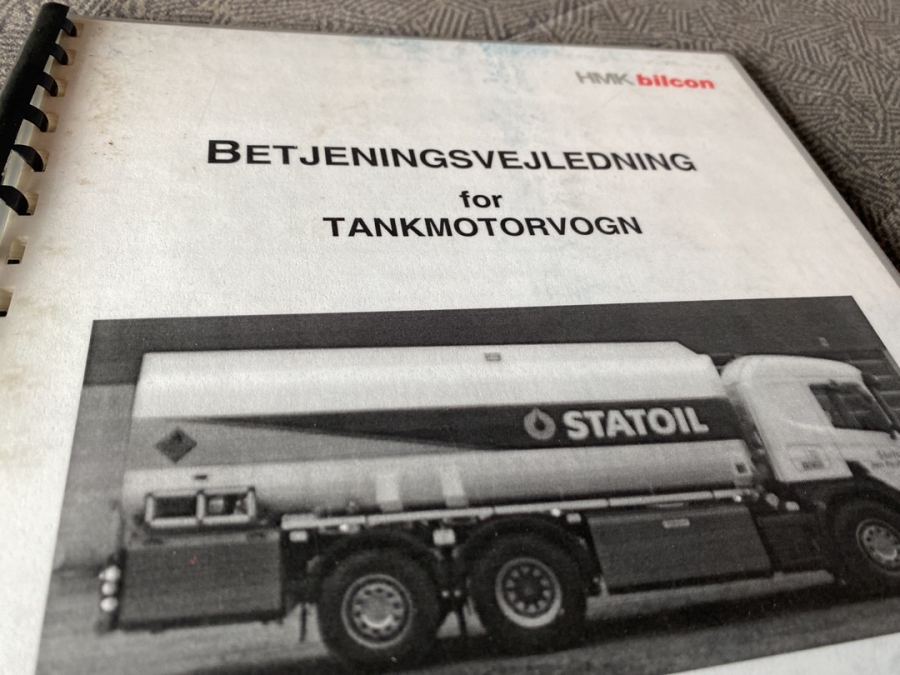 HMK bilcon
BETJENINGSVEJLEDNING
for
TANKMOTORVOGN
STATOIL